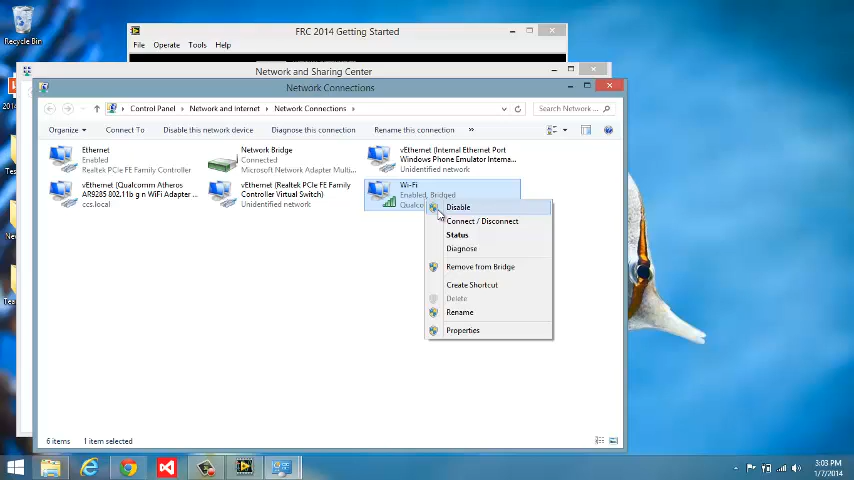 Recycle Bin
FRC 2014 Getting Started
File Operate Tools Help
Network and Sharing Center
Network Connections
2014
Control Panel Network and Internet Network Connections
Search Network ...
Organize Connect To Disable this network device Diagnose this connection Rename this connection »
Ethernet
Enabled
Realtek PCIe FE Family Controller
Network Bridge
Connected
Microsoft Network Adapter Multi...
vEthernet (Internal Ethernet Port
Windows Phone Emulator Interna...
Unidentified network
vEthernet (Qualcomm Atheros
AR9285 802.11b g n WiFi Adapter ...
ccs.local
vEthernet (Realtek PCIe FE Family
Controller Virtual Switch)
Unidentified network
Wi-Fi
Enabled, Bridged
Qualco
Disable
Connect / Disconnect
Status
Diagnose
Remove from Bridge
Create Shortcut
Delete
Rename
Properties
Tes
Te
Tea
6 items 1 item selected
3:03 PM
1/7/2014